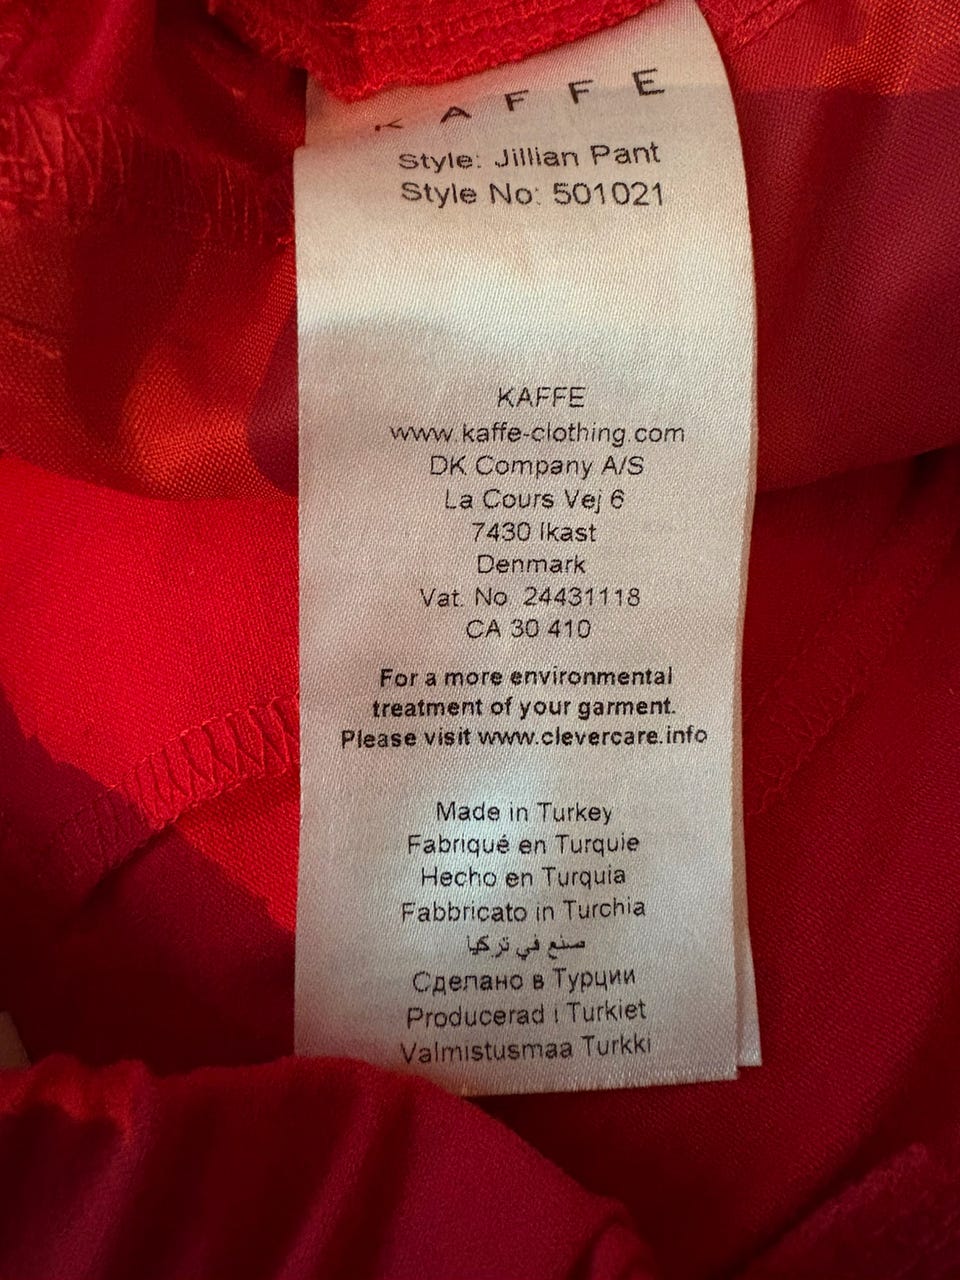 KAFFE
Style: Jillian Pant
Style No: 501021
KAFFE
www.kaffe-clothing.com
DK Company A/S
La Cours Vej 6
7430 Ikast
Denmark
Vat. No. 24431118
CA 30 410
For a more environmental
treatment of your garment.
Please visit www.clevercare.info
Made in Turkey
Fabriqué en Turquie
Hecho en Turquia
Fabbricato in Turchia
صنع في تركيا
Сделано в Турции
Producerad i Turkiet
Valmistusmaa Turkki